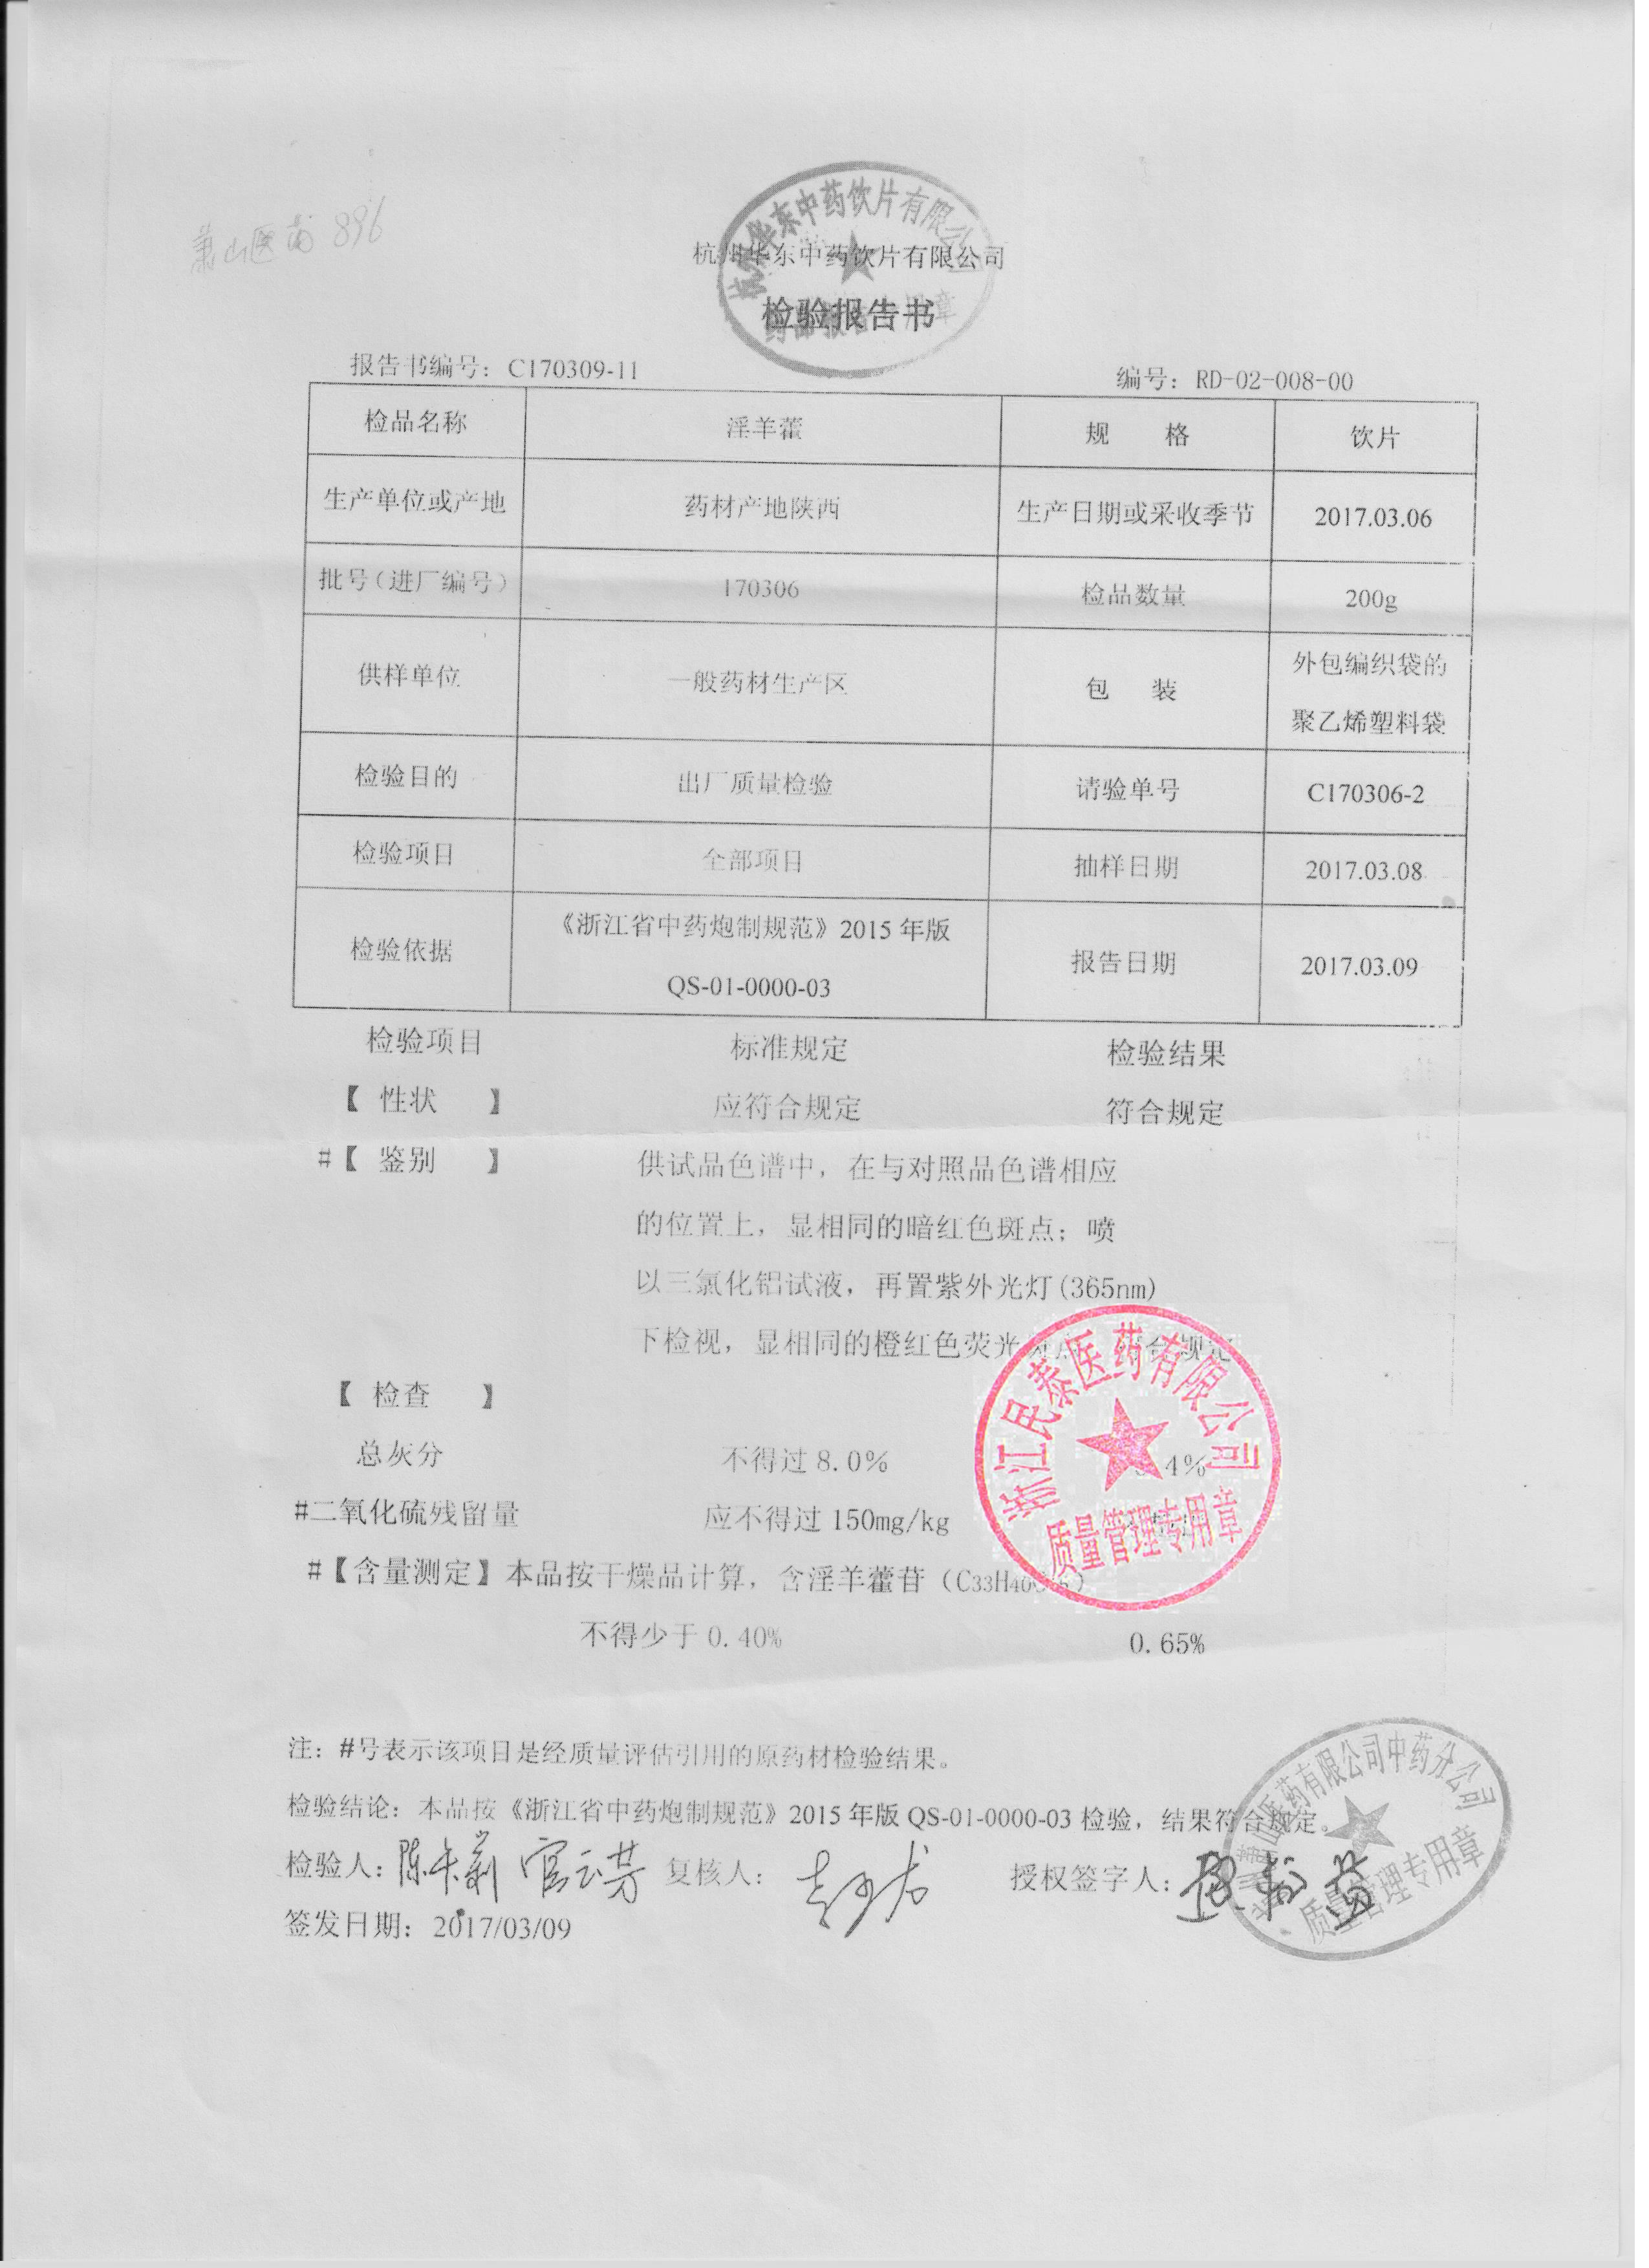 萧山医药 896
杭州华东中药饮片有限公司
检验报告书
报告书编号：C170309-11
编号：RD-02-008-00
检品名称 淫羊藿 规 格 饮片
生产单位或产地 药材产地陕西 生产日期或采收季节 2017.03.06
批号（进厂编号） 170306 检品数量 200g
供样单位 一般药材生产区 包 装 外包编织袋的
聚乙烯塑料袋
检验目的 出厂质量检验 请验单号 C170306-2
检验项目 全部项目 抽样日期 2017.03.08
检验依据 《浙江省中药炮制规范》2015 年版
QS-01-0000-03 报告日期 2017.03.09
检验项目 标准规定 检验结果
【 性状 】 应符合规定 符合规定
#【 鉴别 】 供试品色谱中，在与对照品色谱相应
的位置上，显相同的暗红色斑点；喷
以三氯化铝试液，再置紫外光灯(365nm)
下检视，显相同的橙红色荧光 符合规定
【 检查 】
总灰分 不得过 8.0% 4%
#二氧化硫残留量 应不得过 150mg/kg
#【含量测定】本品按干燥品计算，含淫羊藿苷（C33H40
不得少于 0.40% 0.65%
浙江民泰医药有限公司
质量管理专用章
注：#号表示该项目是经质量评估引用的原药材检验结果。
检验结论：本品按《浙江省中药炮制规范》2015 年版 QS-01-0000-03 检验，结果符合规定。
检验人： 复核人： 授权签字人：
签发日期：2017/03/09
医药有限公司中药分公司
质量管理专用章